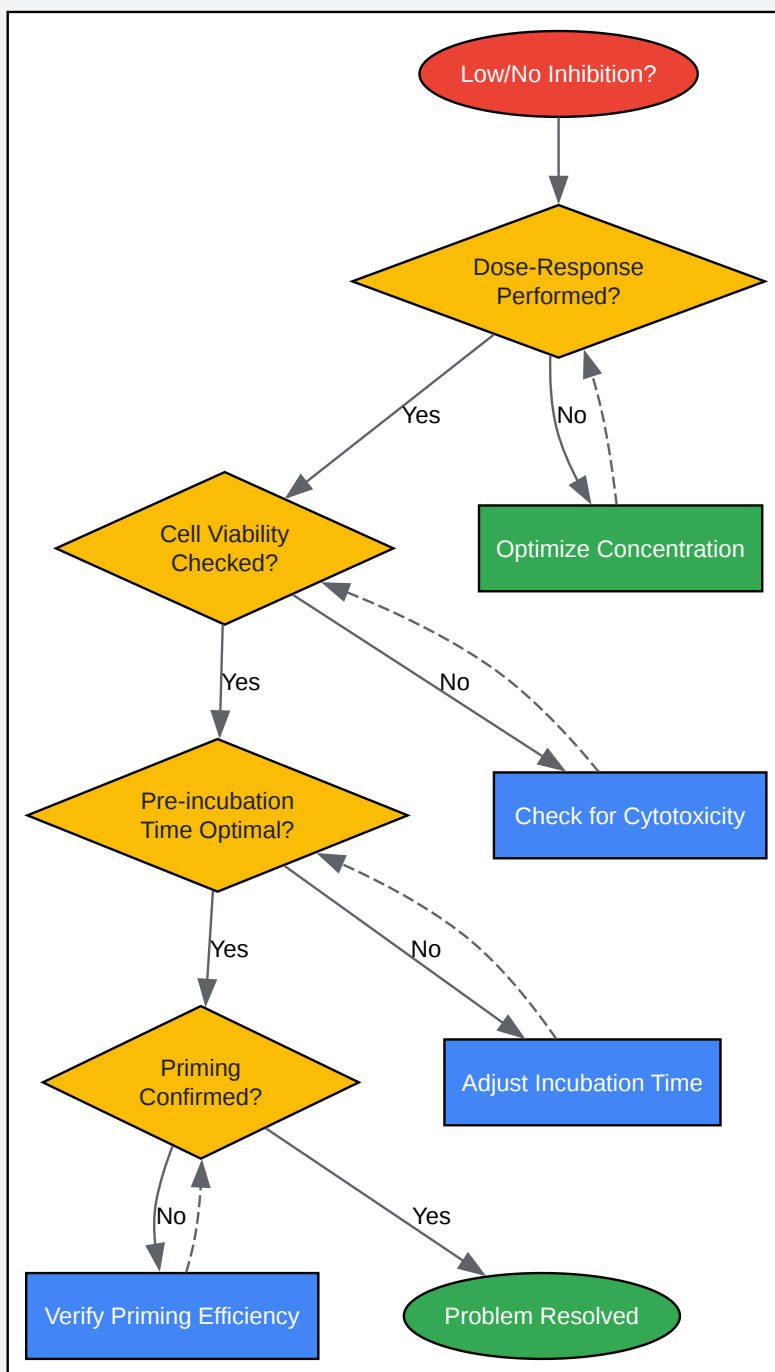 Low/No Inhibition?
Dose-Response
Performed?
Yes
No
Optimize Concentration
Cell Viability
Checked?
Yes
No
Check for Cytotoxicity
Pre-incubation
Time Optimal?
Yes
No
Adjust Incubation Time
Priming
Confirmed?
No
Yes
Verify Priming Efficiency
Problem Resolved